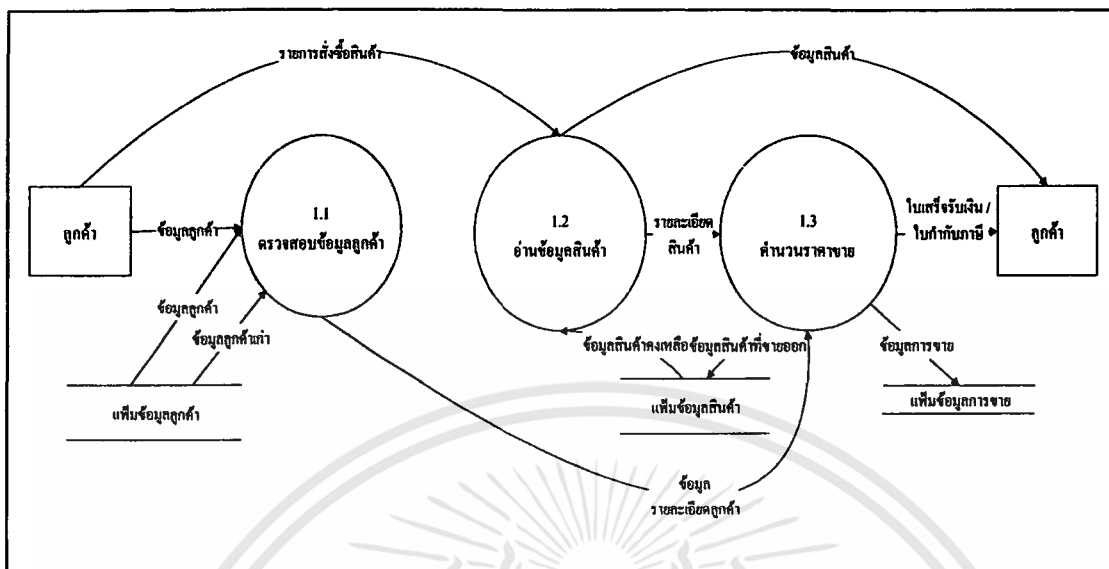 รายการสั่งซื้อสินค้า
ข้อมูลสินค้า
ลูกค้า
ข้อมูลลูกค้า
1.1
ตรวจสอบข้อมูลลูกค้า
1.2
อ่านข้อมูลสินค้า
รายละเอียด
สินค้า
1.3
คำนวนราคาขาย
ใบเสร็จรับเงิน /
ใบกำกับภาษี
ลูกค้า
ข้อมูลลูกค้า
ข้อมูลลูกค้าเก่า
ข้อมูลสินค้าคงเหลือ
ข้อมูลสินค้าที่ขายออก
ข้อมูลการขาย
แฟ้มข้อมูลลูกค้า
แฟ้มข้อมูลสินค้า
แฟ้มข้อมูลการขาย
ข้อมูล
รายละเอียดลูกค้า